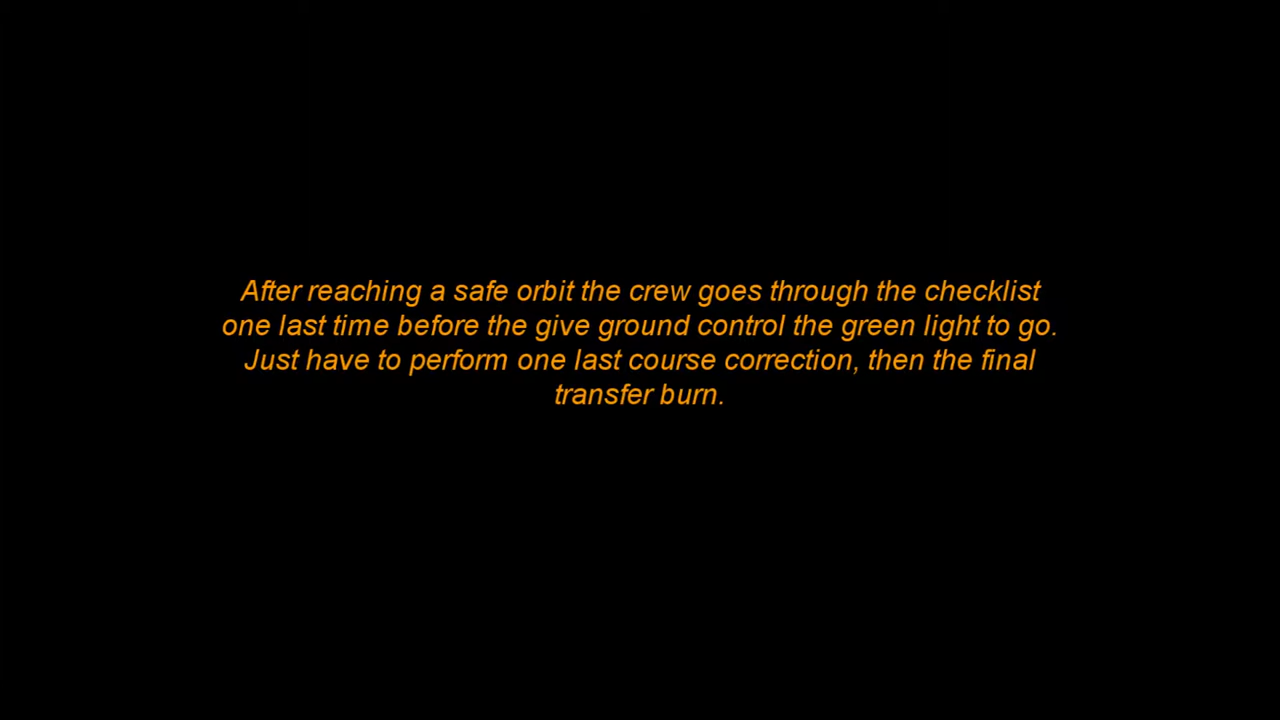 After reaching a safe orbit the crew goes through the checklist
one last time before the give ground control the green light to go.
Just have to perform one last course correction, then the final
transfer burn.